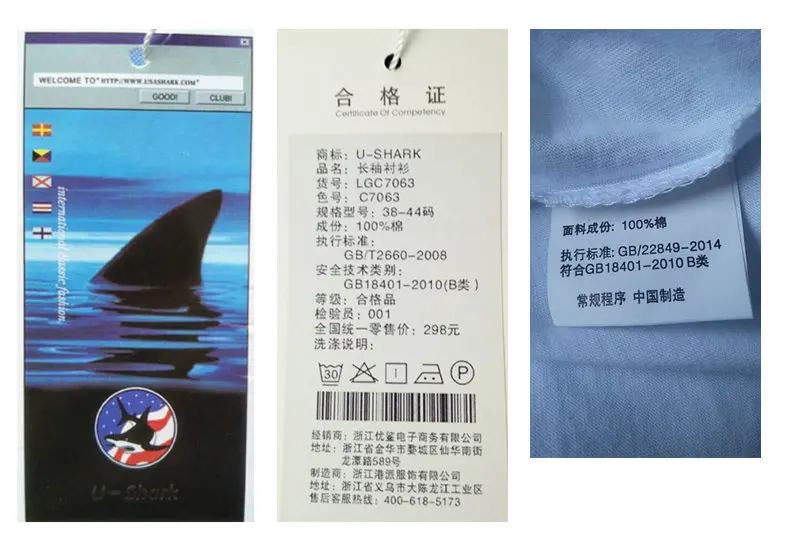 WELCOME TO" HTTP://WWW.USASHARK.COM"
GOOD!
CLUB!
international classic fashion
U-Shark
合格证
Certificate Of Competency
商标: U-SHARK
品名: 长袖衬衫
货号: LGC7063
色号: C7063
规格型号: 38-44码
成份: 100%棉
执行标准:
GB/T2660-2008
安全技术类别:
GB18401-2010(B类)
等级: 合格品
检验员: 001
全国统一零售价: 298元
洗涤说明:
30
P
经销商: 浙江优鲨电子商务有限公司
地址: 浙江省金华市婺城区仙华南街
龙潭路589号
制造商: 浙江港派服饰有限公司
地址: 浙江省义乌市大陈龙江工业区
售后客服热线: 400-618-5173
面料成份: 100%棉
执行标准: GB/22849-2014
符合GB18401-2010 B类
常规程序 中国制造